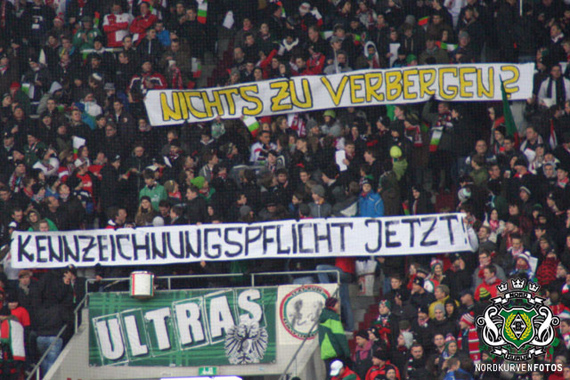 NICHTS ZU VERBERGEN?
KENNZEICHNUNGSPFLICHT JETZT!
ULTRAS
NORDKURVENFOTOS